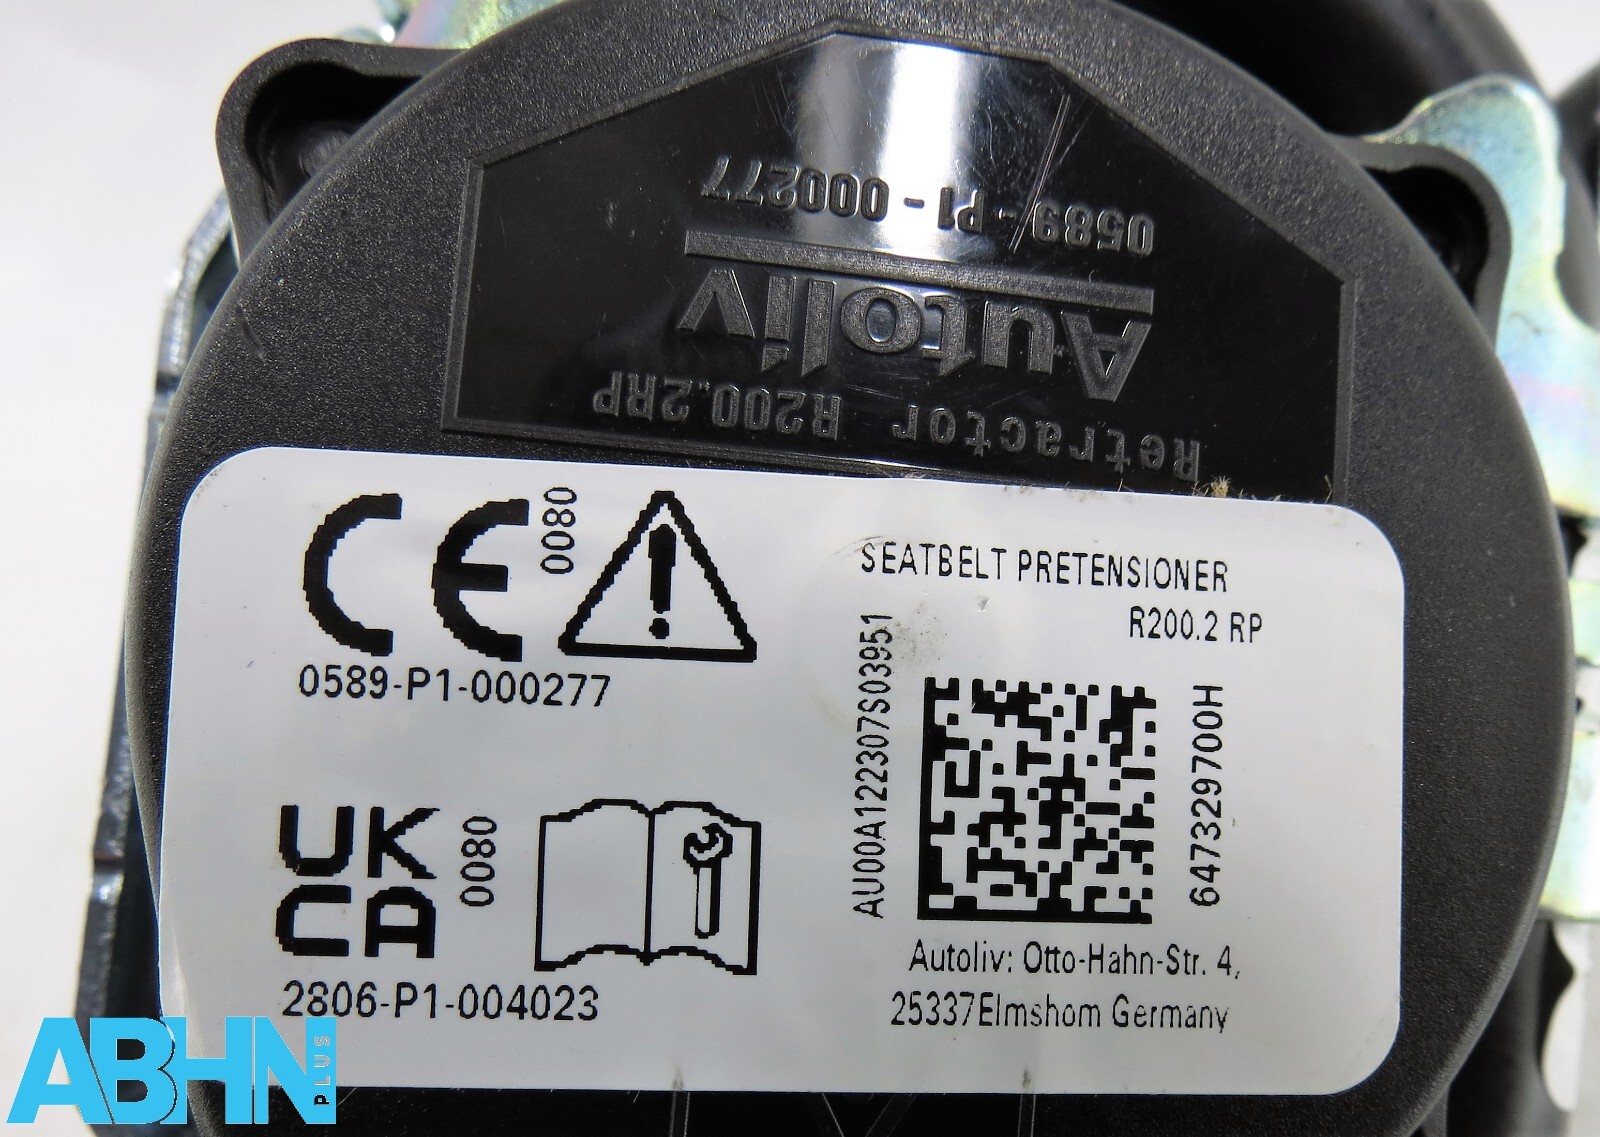 0589 - P1 - 000277
Autoliv
Retractor R200.2RP
CE 0080
SEATBELT PRETENSIONER
R200.2 RP
0589-P1-000277
AU00A122307S03951
647329700H
UK
CA 0080
2806-P1-004023
Autoliv: Otto-Hahn-Str. 4,
25337Elmshorn Germany
ABHN PLUS